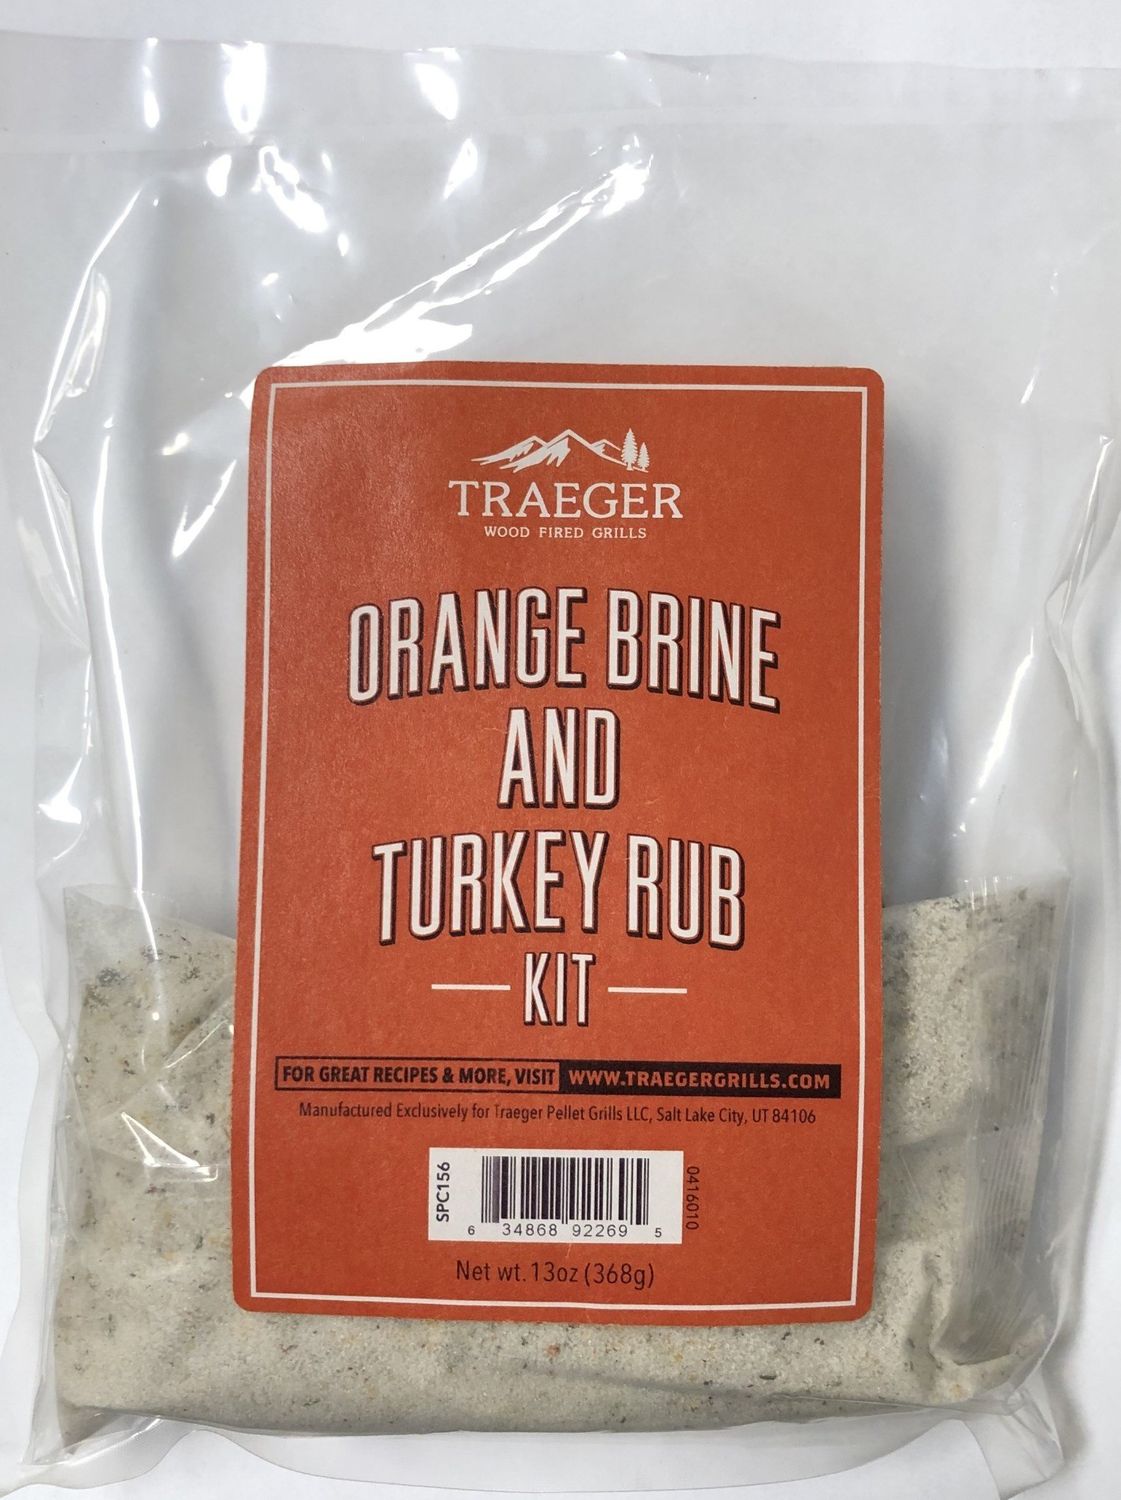 TRAEGER
WOOD FIRED GRILLS
ORANGE BRINE
AND
TURKEY RUB
KIT
FOR GREAT RECIPES & MORE, VISIT WWW.TRAEGERGRILLS.COM
Manufactured Exclusively for Traeger Pellet Grills LLC, Salt Lake City, UT 84106
SPC156
6 34868 92269 5
0416010
Net wt. 13oz (368g)